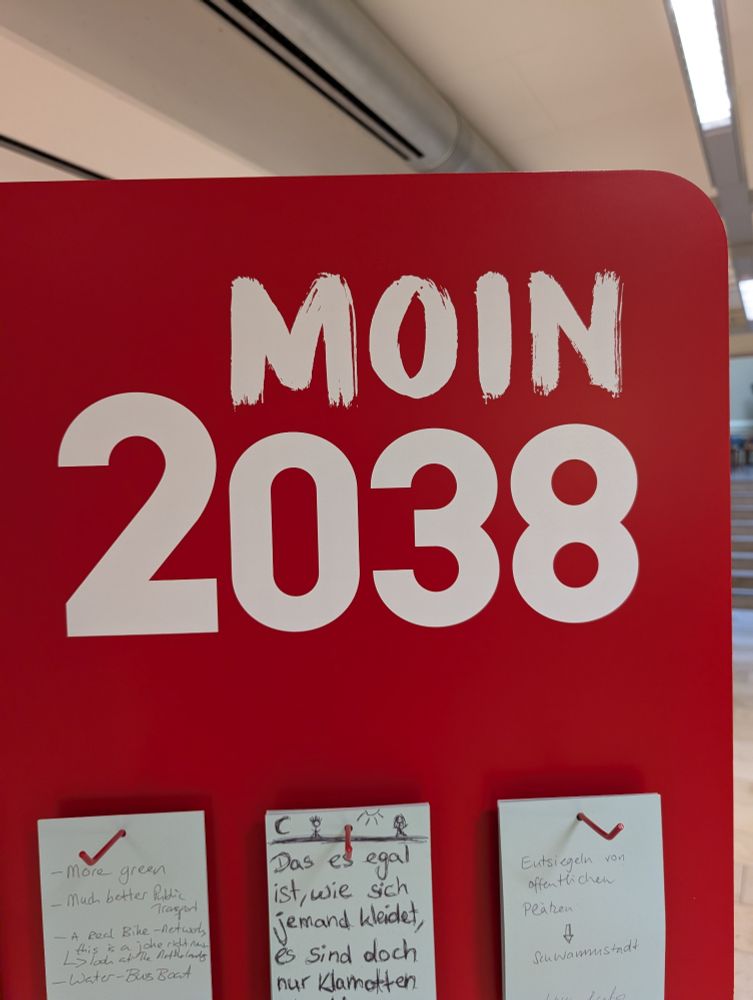 MOIN
2038
- More green
- Much better Public
Transport
- A Real Bike-Network,
this is a joke right now
↳ look at the Netherlands
- Water-Bus Boat
C
Das es egal
ist, wie sich
jemand kleidet,
es sind doch
nur Klamotten
Entsiegeln von
öffentlichen
Plätzen
⇓
Schwammstadt